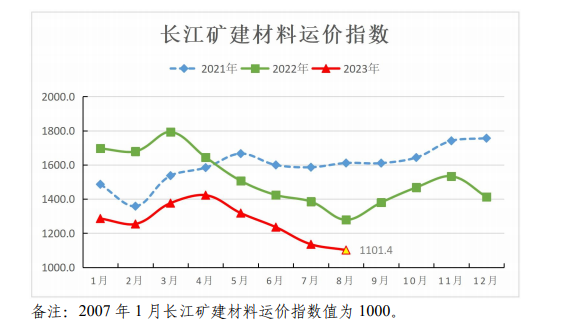 长江矿建材料运价指数
2021年 2022年 2023年
2000.0
1800.0
1600.0
1400.0
1200.0
1000.0
1101.4
1月 2月 3月 4月 5月 6月 7月 8月 9月 10月 11月 12月
备注：2007 年 1 月长江矿建材料运价指数值为 1000。